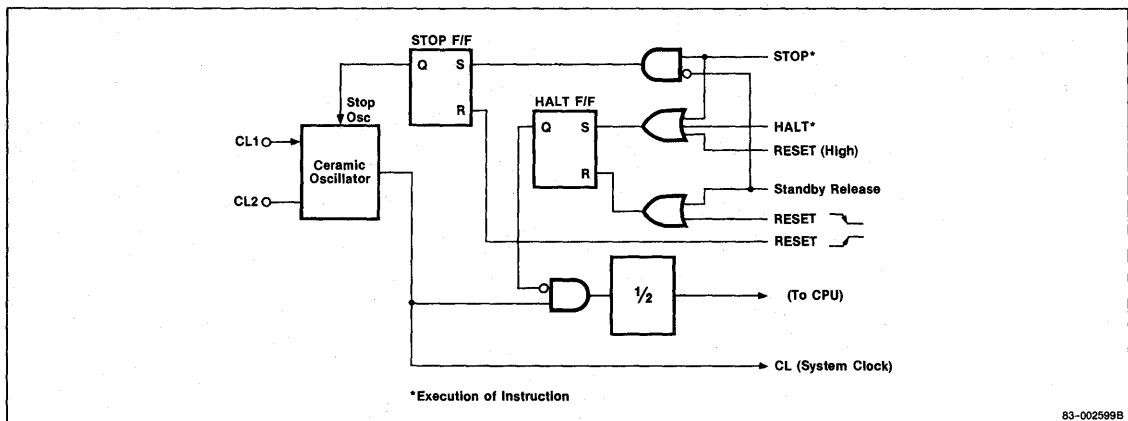 STOP F/F
Q S
R
STOP*
Stop
Osc
HALT F/F
Q S
R
HALT*
RESET (High)
CL1
Ceramic
Oscillator
CL2
Standby Release
RESET
RESET
½
(To CPU)
CL (System Clock)
*Execution of Instruction
83-002599B